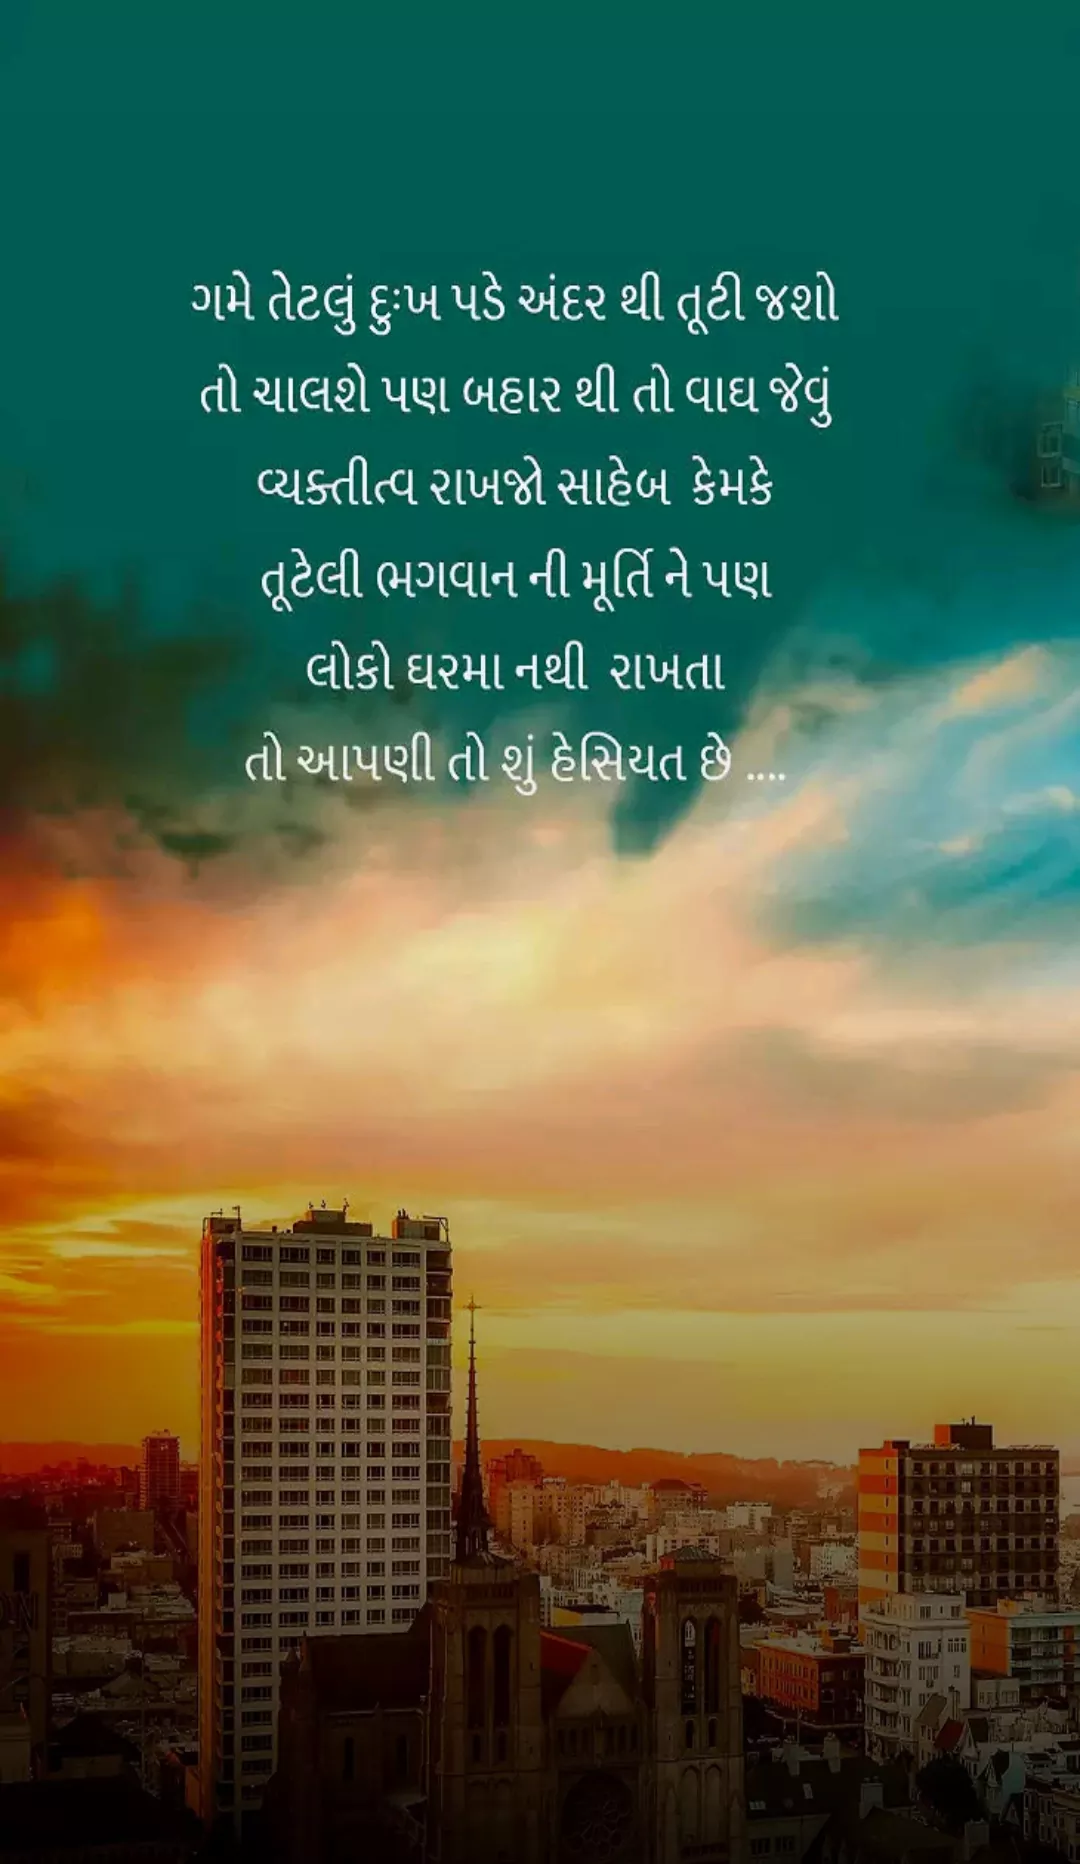 ગમે તેટલું દુઃખ પડે અંદર થી તૂટી જશો
તો ચાલશે પણ બહાર થી તો વાઘ જેવું
વ્યક્તીત્વ રાખજો સાહેબ  કેમકે
તૂટેલી ભગવાન ની મૂર્તિ ને પણ
લોકો ઘરમા નથી  રાખતા
તો આપણી તો શું હેસિયત છે ....